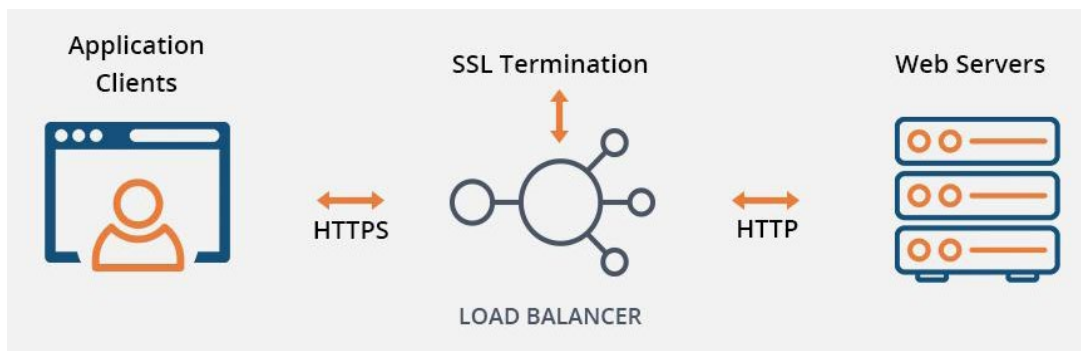 Application
Clients
SSL Termination
Web Servers
HTTPS
HTTP
LOAD BALANCER